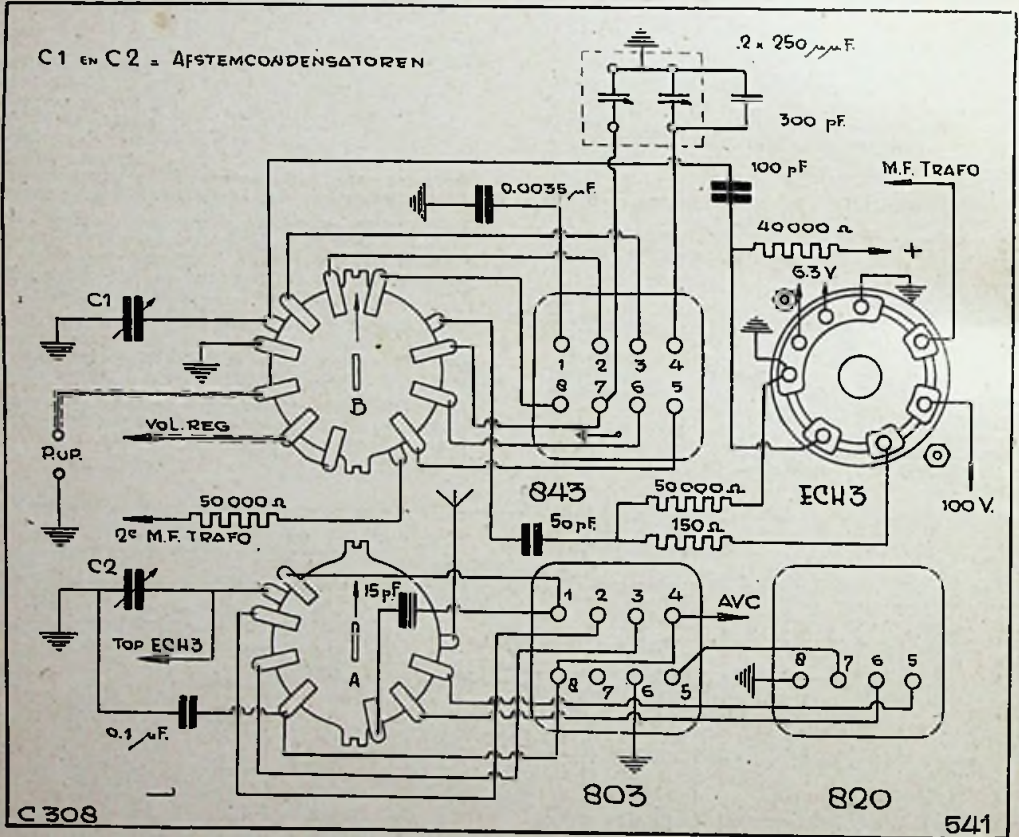 C1 EN C2 = AFSTEMCONDENSATOREN
.2 x 250 μμF.
300 pF.
100 pF
M.F. TRAFO
0.0035 μF.
40000 Ω
+
6.3 V
C1
1 2 3 4
8 7 6 5
B
VOL. REG
P.UP.
843
ECH3
100 V.
50000 Ω
50000 Ω
2e M.F. TRAFO
50 pF.
150 Ω
C2
15 pF
1 2 3 4
AVC
TOP ECH3
n
A
8 7 6 5
8 7 6 5
0.1 μF.
803
820
C 308
541